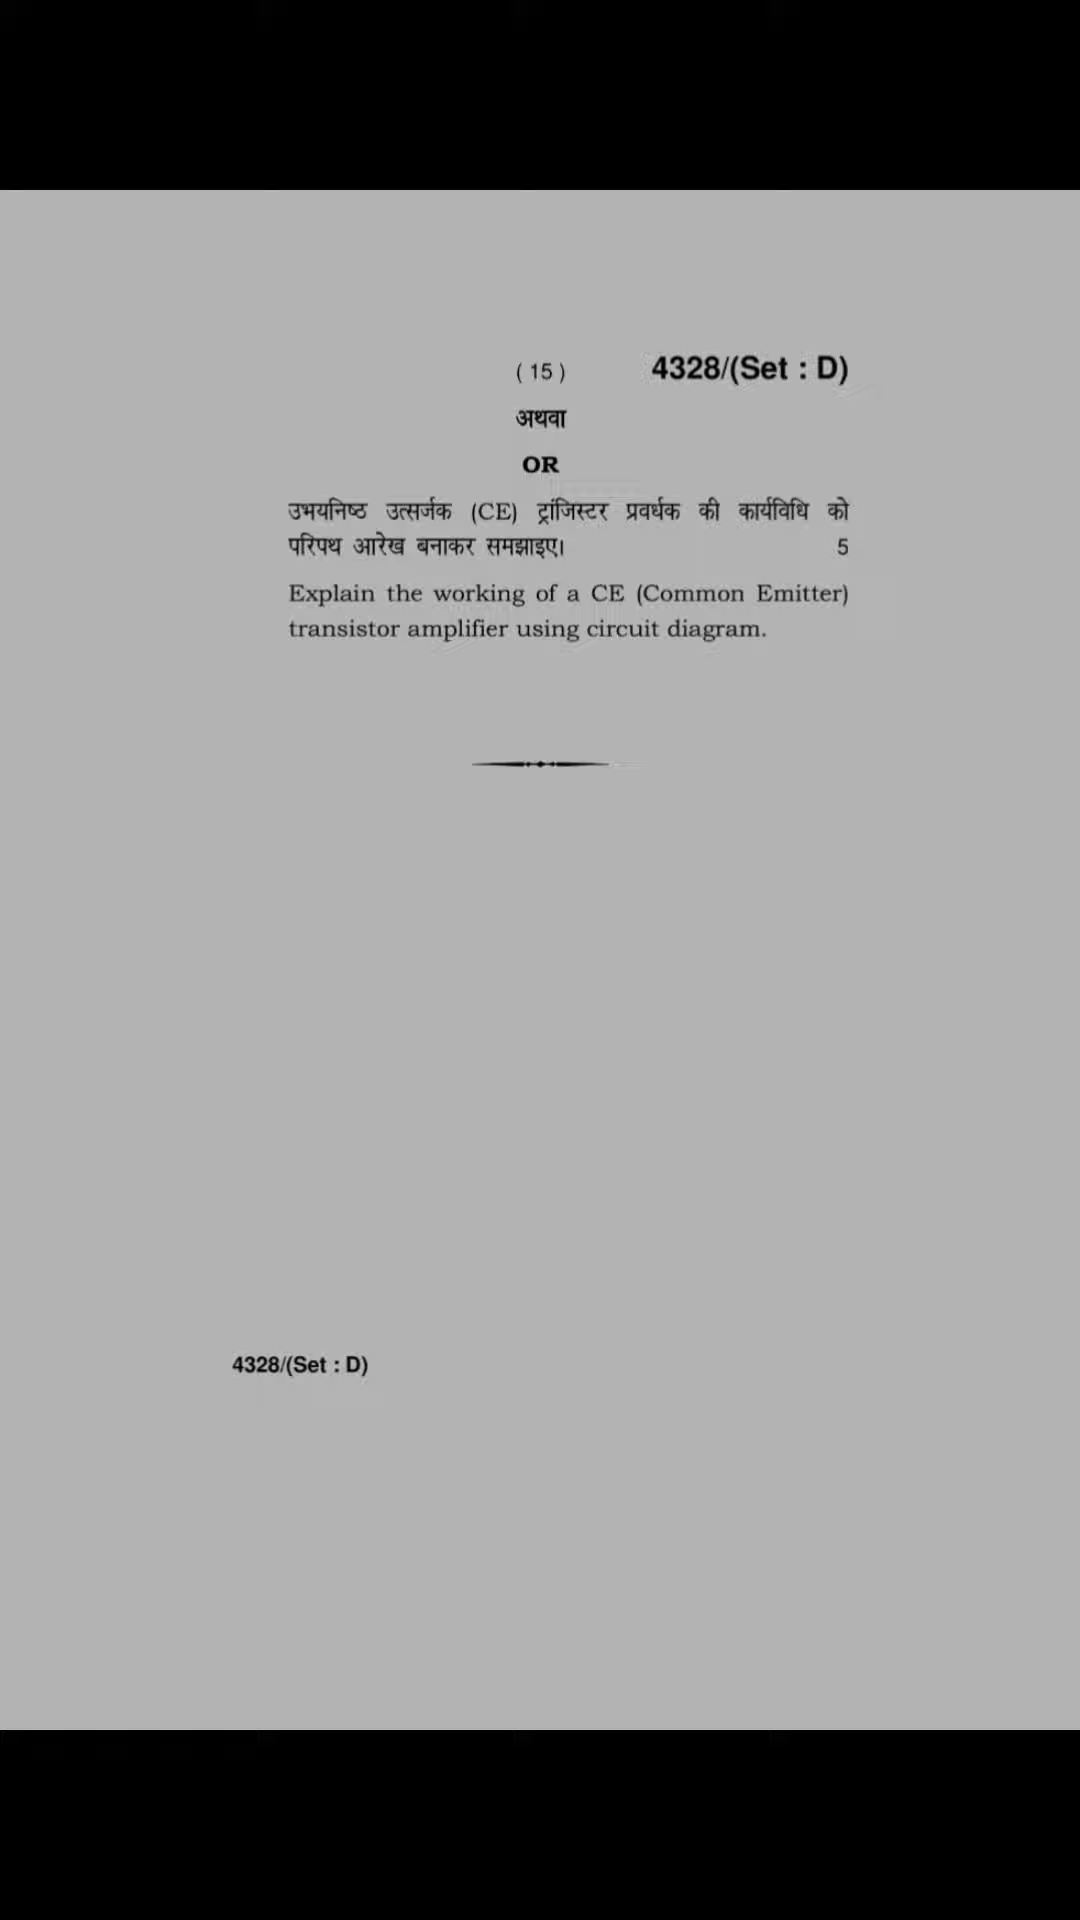 ( 15 ) 4328/(Set : D)
अथवा
OR
उभयनिष्ठ उत्सर्जक (CE) ट्रांजिस्टर प्रवर्धक की कार्यविधि को
परिपथ आरेख बनाकर समझाइए। 5
Explain the working of a CE (Common Emitter)
transistor amplifier using circuit diagram.
4328/(Set : D)